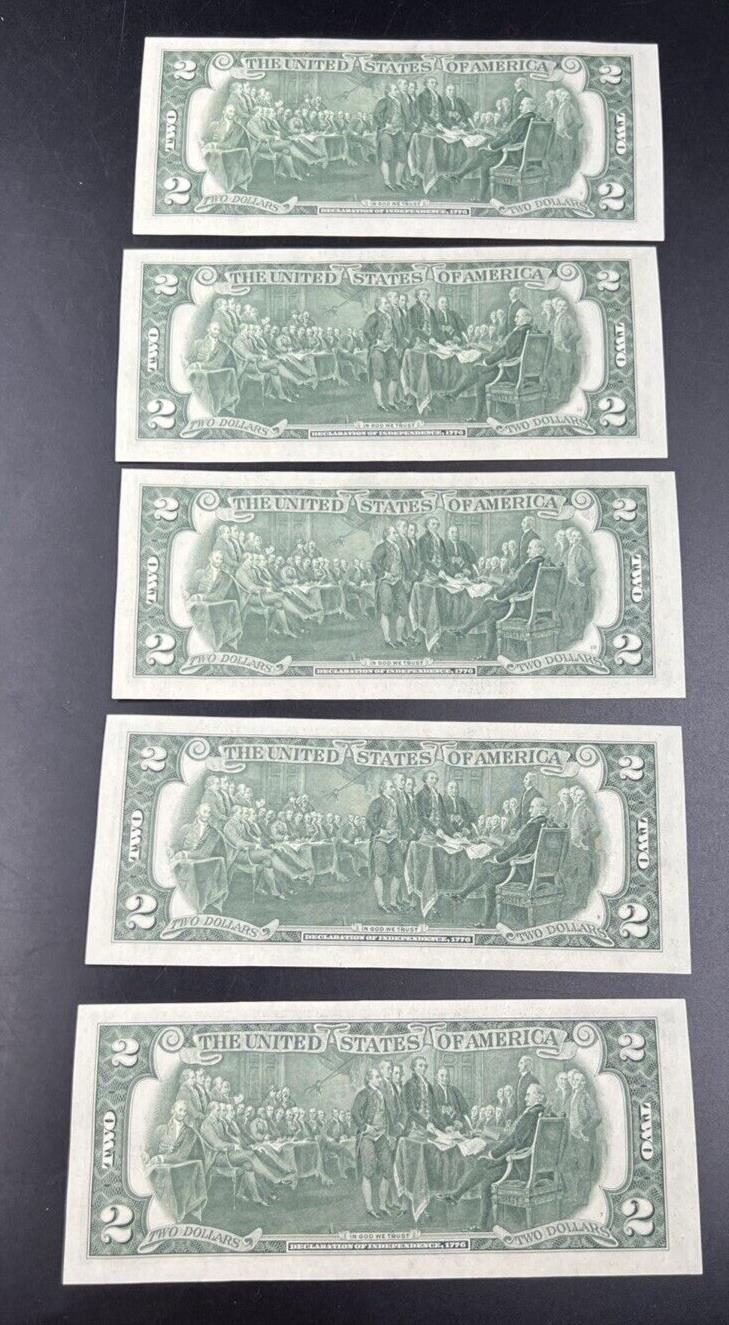 2 THE UNITED STATES OF AMERICA 2
TWO TWO
2 TWO DOLLARS IN GOD WE TRUST TWO DOLLARS 2
DECLARATION OF INDEPENDENCE, 1776
2 THE UNITED STATES OF AMERICA 2
TWO TWO
2 TWO DOLLARS IN GOD WE TRUST TWO DOLLARS 2
DECLARATION OF INDEPENDENCE, 1776
2 THE UNITED STATES OF AMERICA 2
TWO TWO
2 TWO DOLLARS IN GOD WE TRUST TWO DOLLARS 2
DECLARATION OF INDEPENDENCE, 1776
2 THE UNITED STATES OF AMERICA 2
TWO TWO
2 TWO DOLLARS IN GOD WE TRUST TWO DOLLARS 2
DECLARATION OF INDEPENDENCE, 1776
2 THE UNITED STATES OF AMERICA 2
TWO TWO
2 TWO DOLLARS IN GOD WE TRUST TWO DOLLARS 2
DECLARATION OF INDEPENDENCE, 1776